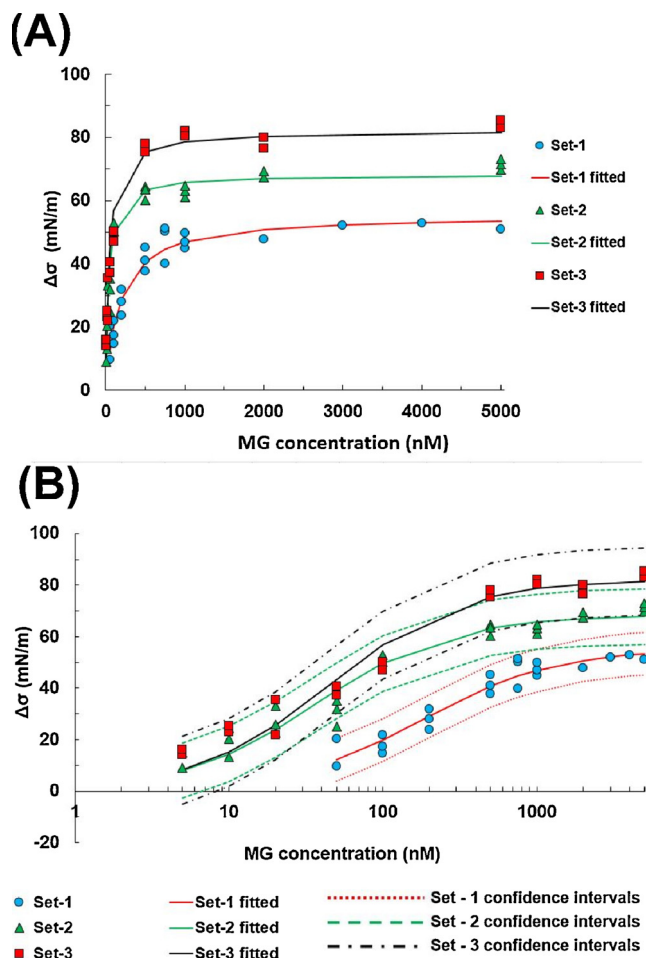 (A)
100
80
60
40
20
0
Δσ (mN/m)
0 1000 2000 3000 4000 5000
MG concentration (nM)
Set-1
Set-1 fitted
Set-2
Set-2 fitted
Set-3
Set-3 fitted
(B)
100
80
60
40
20
0
-20
Δσ (mN/m)
1 10 100 1000
MG concentration (nM)
Set-1 Set-1 fitted Set - 1 confidence intervals
Set-2 Set-2 fitted Set - 2 confidence intervals
Set-3 Set-3 fitted Set - 3 confidence intervals